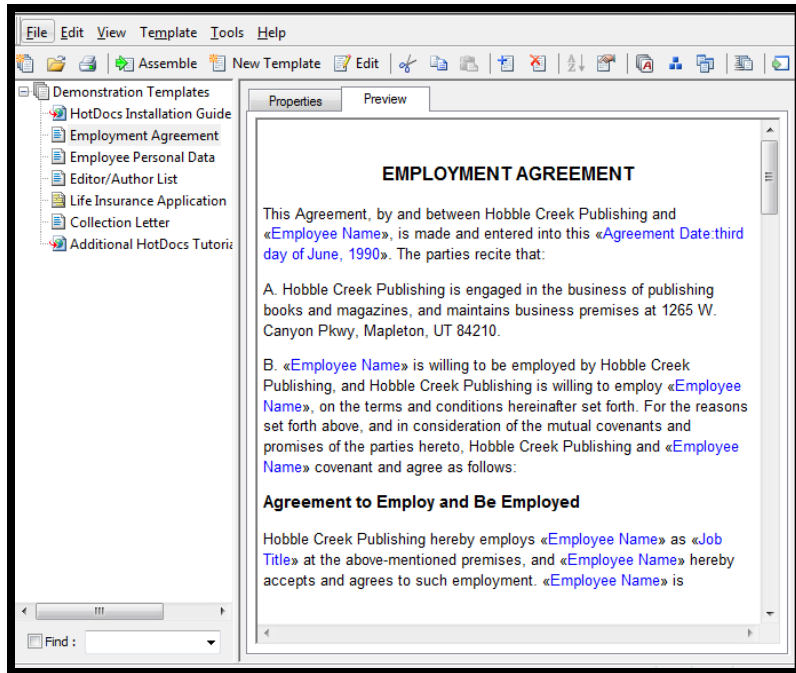 File Edit View Template Tools Help
Assemble New Template Edit
Demonstration Templates
HotDocs Installation Guide
Employment Agreement
Employee Personal Data
Editor/Author List
Life Insurance Application
Collection Letter
Additional HotDocs
Find :
Properties Preview
EMPLOYMENT AGREEMENT
This Agreement, by and between Hobble Creek Publishing and
«Employee Name», is made and entered into this «Agreement Date:third
day of June, 1990». The parties recite that:
A. Hobble Creek Publishing is engaged in the business of publishing
books and magazines, and maintains business premises at 1265 W.
Canyon Pkwy, Mapleton, UT 84210.
B. «Employee Name» is willing to be employed by Hobble Creek
Publishing, and Hobble Creek Publishing is willing to employ «Employee
Name», on the terms and conditions hereinafter set forth. For the reasons
set forth above, and in consideration of the mutual covenants and
promises of the parties hereto, Hobble Creek Publishing and «Employee
Name» covenant and agree as follows:
Agreement to Employ and Be Employed
Hobble Creek Publishing hereby employs «Employee Name» as «Job
Title» at the above-mentioned premises, and «Employee Name» hereby
accepts and agrees to such employment. «Employee Name» is